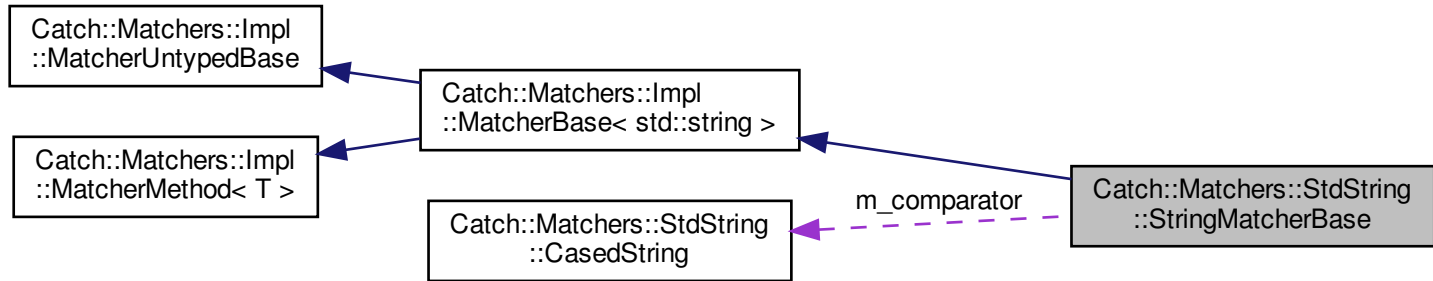 Catch::Matchers::Impl
::MatcherUntypedBase
Catch::Matchers::Impl
::MatcherBase< std::string >
Catch::Matchers::Impl
::MatcherMethod< T >
Catch::Matchers::StdString
::StringMatcherBase
m_comparator
Catch::Matchers::StdString
::CasedString